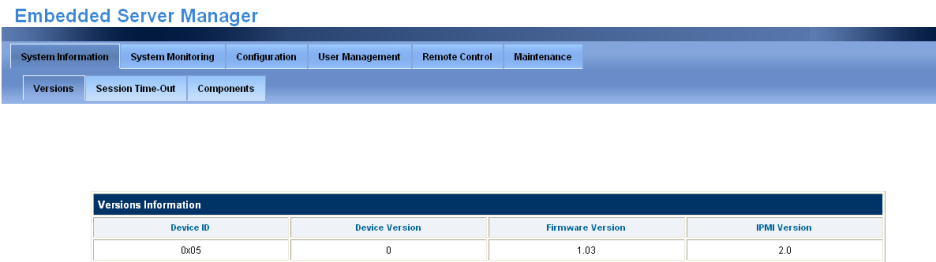 Embedded Server Manager
System Information System Monitoring Configuration User Management Remote Control Maintenance
Versions Session Time-Out Components
Versions Information
Device ID Device Version Firmware Version IPMI Version
0x05 0 1.03 2.0